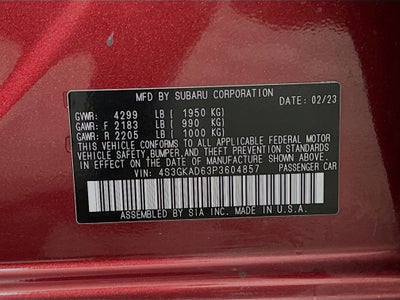 MFD BY SUBARU CORPORATION
DATE: 02/23
GVWR: 4299 LB ( 1950 KG)
GAWR: F 2183 LB ( 990 KG)
GAWR: R 2205 LB ( 1000 KG)
THIS VEHICLE CONFORMS TO ALL APPLICABLE FEDERAL MOTOR
VEHICLE SAFETY, BUMPER, AND THEFT PREVENTION STANDARDS
IN EFFECT ON THE DATE OF MANUFACTURE SHOWN ABOVE.
VIN: 4S3GKAD63P3604857 PASSENGER CAR
ASSEMBLED BY SIA INC. MADE IN U.S.A.